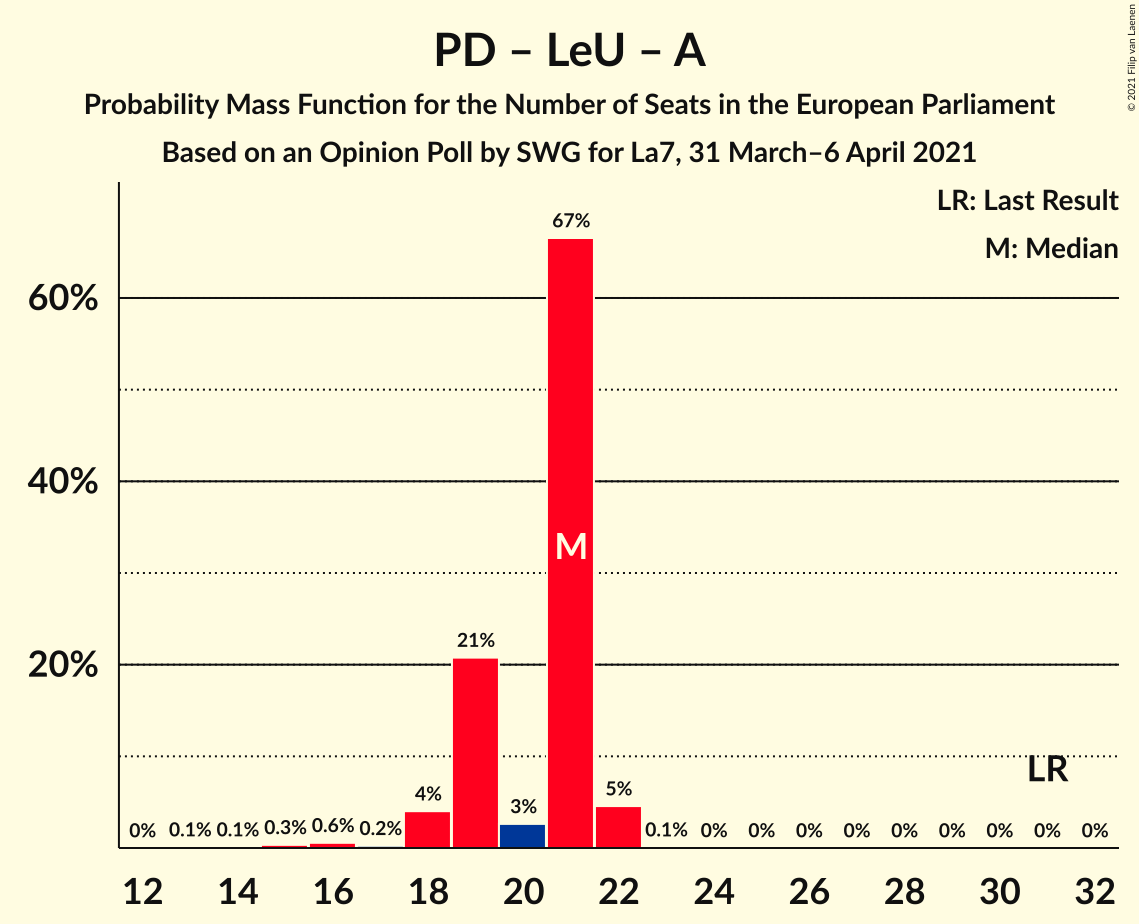 PD – LeU – A
Probability Mass Function for the Number of Seats in the European Parliament
Based on an Opinion Poll by SWG for La7, 31 March–6 April 2021
© 2021 Filip van Laenen
LR: Last Result
M: Median
60%
40%
20%
0% 0.1% 0.1% 0.3% 0.6% 0.2% 4% 21% 3% 67% 5% 0.1% 0% 0% 0% 0% 0% 0% 0% 0% 0%
M
LR
12 14 16 18 20 22 24 26 28 30 32